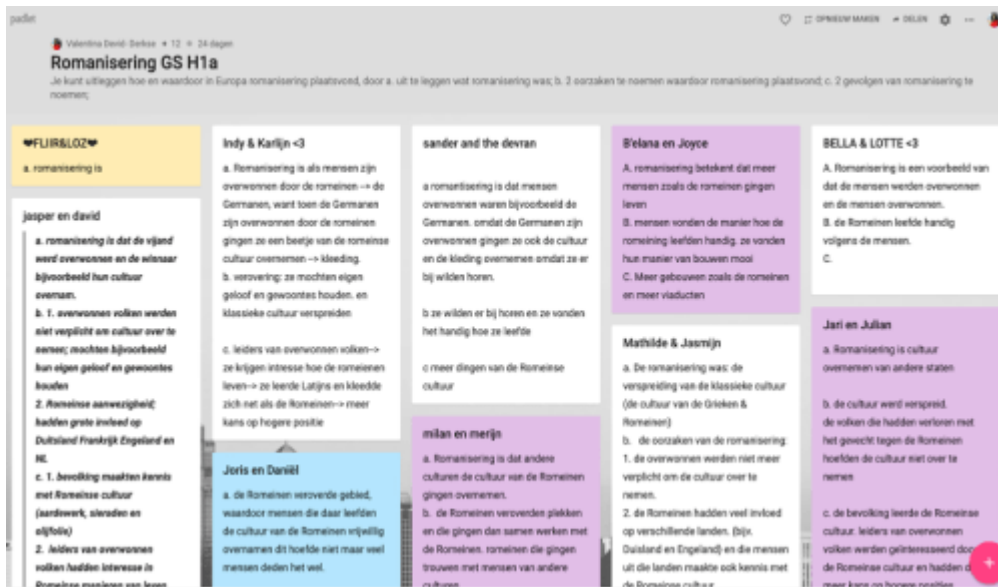 padlet
OPNIEUW MAKEN
DELEN
Valentina David-Derkse • 12 • 24 dagen
Romanisering GS H1a
Je kunt uitleggen hoe en waardoor in Europa romanisering plaatsvond, door a. uit te leggen wat romanisering was; b. 2 oorzaken te noemen waardoor romanisering plaatsvond; c. 2 gevolgen van romanisering te
noemen;
❤FLIIR&LOZ❤
a. romanisering is
jasper en david
a. romanisering is dat de vijand
werd overwonnen en de winnaar
bijvoorbeeld hun cultuur
overnam.
b. 1. overwonnen volken werden
niet verplicht om cultuur over te
nemen; mochten bijvoorbeeld
hun eigen geloof en gewoontes
houden
2. Romeinse aanwezigheid;
hadden grote invloed op
Duitsland Frankrijk Engeland en
NL
c. 1. bevolking maakten kennis
met Romeinse cultuur
(aardewerk, sieraden en
olijfolie)
2. leiders van overwonnen
volken hadden interesse in
Romeinse manieren van leven
Indy & Karlijn <3
a. Romanisering is als mensen zijn
overwonnen door de romeinen --> de
Germanen, want toen de Germanen
zijn overwonnen door de romeinen
gingen ze een beetje van de romeinse
cultuur overnemen --> kleeding.
b. verovering: ze mochten eigen
geloof en gewoontes houden. en
klassieke cultuur verspreiden
c. leiders van overwonnen volken-->
ze krijgen intresse hoe de romeienen
leven--> ze leerde Latijns en kleedde
zich net als de Romeinen--> meer
kans op hogere positie
Joris en Daniël
a. de Romeinen veroverde gebied,
waardoor mensen die daar leefden
de cultuur van de Romeinen vrijwillig
overnamen dit hoefde niet maar veel
mensen deden het wel.
sander and the devran
a romantisering is dat mensen
overwonnen waren bijvoorbeeld de
Germanen. omdat de Germanen zijn
overwonnen gingen ze ook de cultuur
en de kleding overnemen omdat ze er
bij wilden horen.
b ze wilden er bij horen en ze vonden
het handig hoe ze leefde
c meer dingen van de Romeinse
cultuur
milan en merijn
a. Romanisering is dat andere
culturen de cultuur van de Romeinen
gingen overnemen.
b. de Romeinen veroverden plekken
en die gingen dan samen werken met
de Romeinen. romeinen die gingen
trouwen met mensen van andere
culturen
B'elana en Joyce
A. romanisering betekent dat meer
mensen zoals de romeinen gingen
leven
B. mensen vonden de manier hoe de
romeining leefden handig. ze vonden
hun manier van bouwen mooi
C. Meer gebouwen zoals de romeinen
en meer viaducten
Mathilde & Jasmijn
a. De romanisering was: de
verspreiding van de klassieke cultuur
(de cultuur van de Grieken &
Romeinen)
b. de oorzaken van de romanisering:
1. de overwonnen werden niet meer
verplicht om de cultuur over te
nemen.
2. de Romeinen hadden veel invloed
op verschillende landen. (bijv.
Duisland en Engeland) en die mensen
uit die landen maakte ook kennis met
de Romeinse cultuur.
BELLA & LOTTE <3
A. Romanisering is een voorbeeld van
dat de mensen werden overwonnen
en de mensen overwonnen.
B. de Romeinen leefde handig
volgens de mensen.
C.
Jari en Julian
a. Romanisering is cultuur
overnemen van andere staten
b. de cultuur werd verspreid.
de volken die hadden verloren met
het gevecht tegen de Romeinen
hoefden de cultuur niet over te
nemen
c. de bevolking leerde de Romeinse
cultuur. leiders van overwonnen
volken werden geïnteresseerd door
de Romeinse cultuur en hadden
meer kans op hogere posities